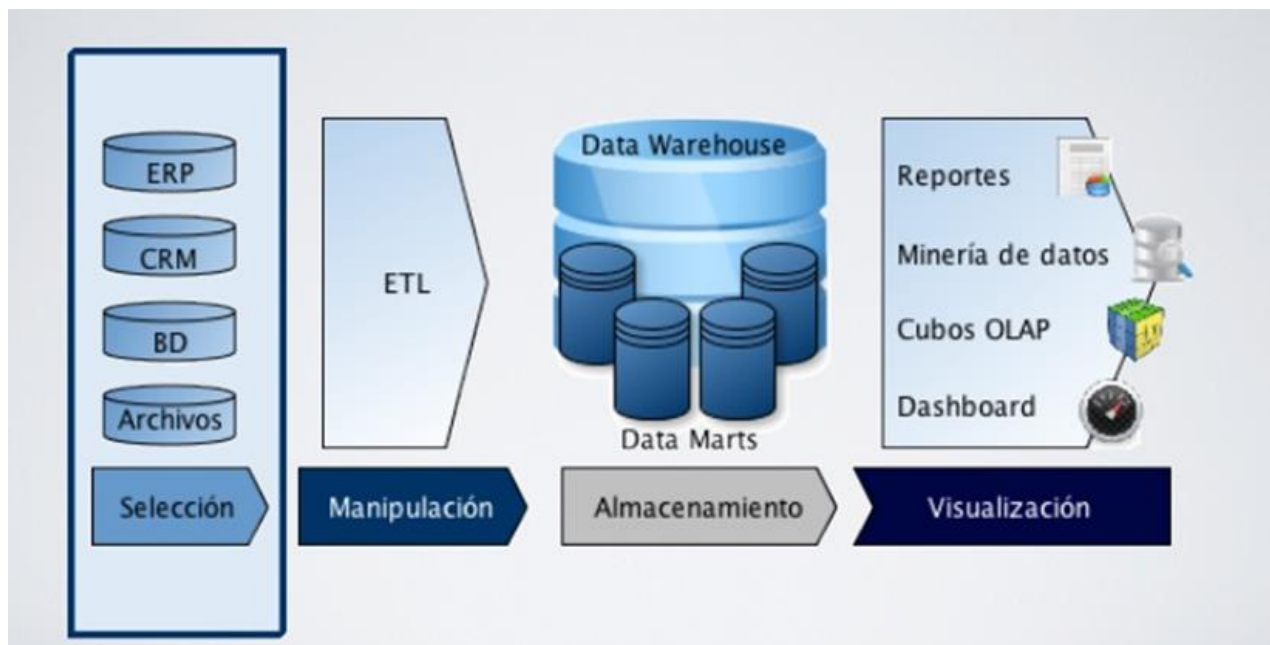 ERP
CRM
BD
Archivos
Selección
ETL
Manipulación
Data Warehouse
Data Marts
Almacenamiento
Reportes
Minería de datos
Cubos OLAP
Dashboard
Visualización